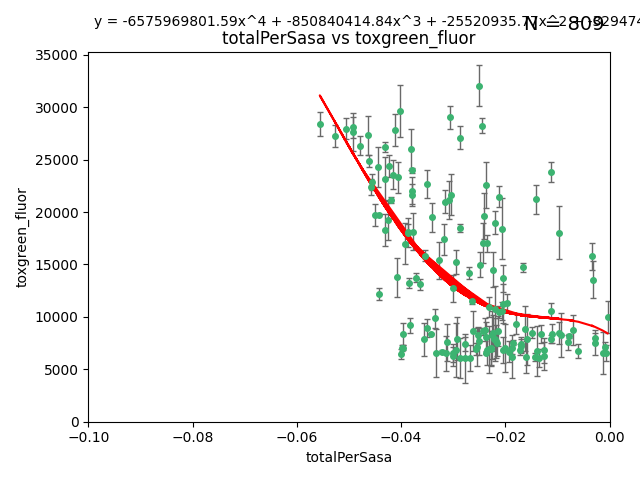 y = -6575969801.59x^4 + -850840414.84x^3 + -25520935.
N = 809
totalPerSasa vs toxgreen_fluor
35000
30000
25000
20000
15000
10000
5000
0
toxgreen_fluor
−0.10
−0.08
−0.06
−0.04
−0.02
0.00
totalPerSasa